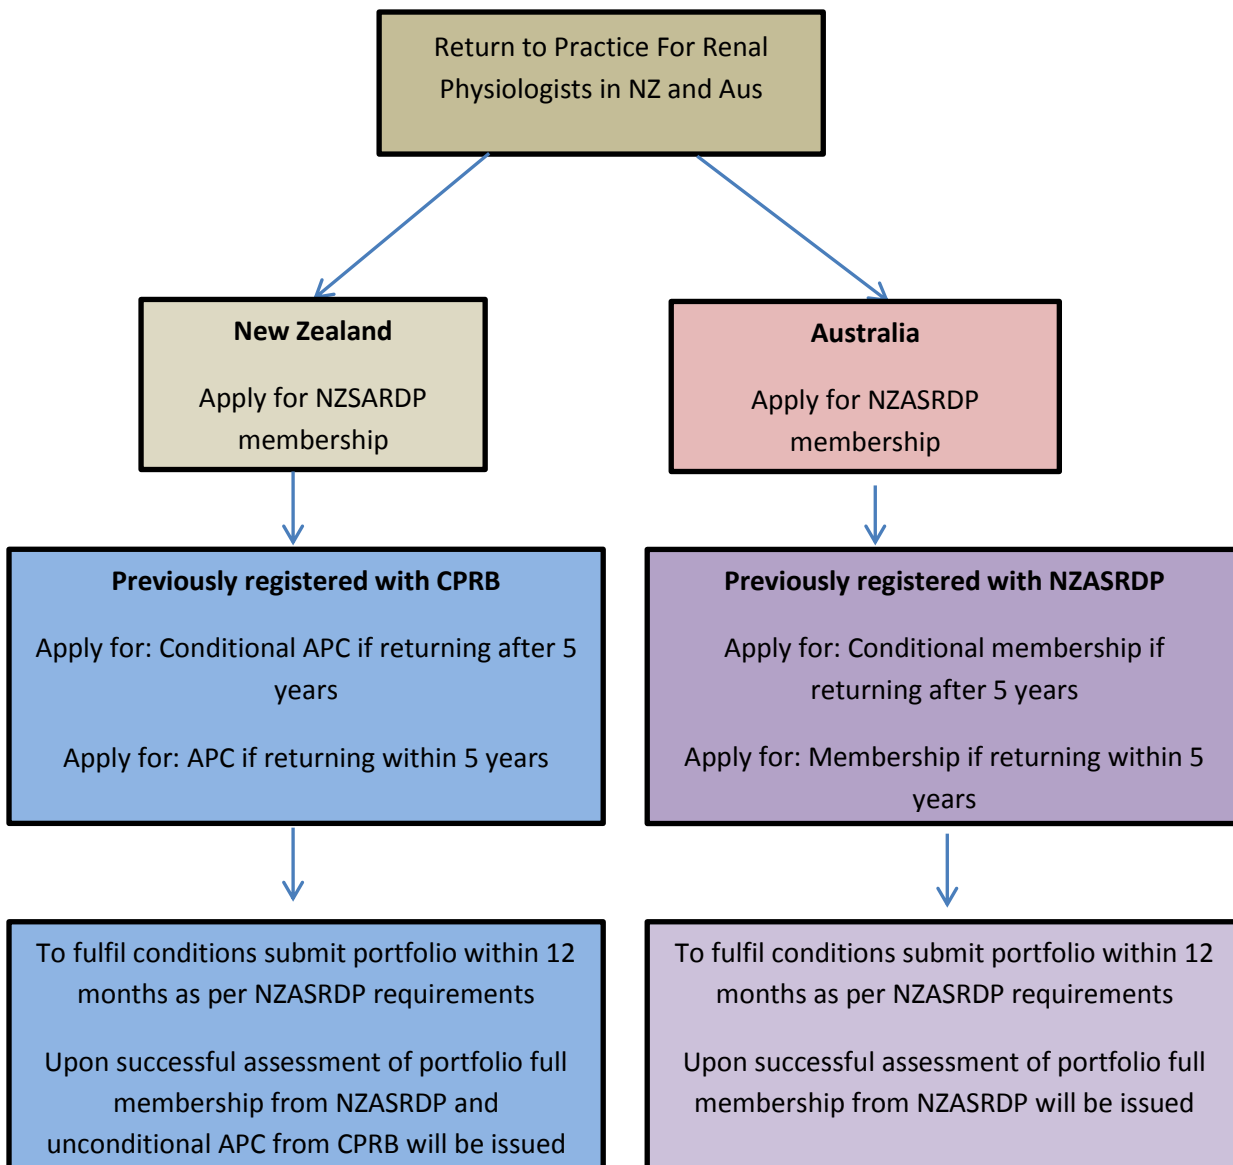 Return to Practice For Renal
Physiologists in NZ and Aus
New Zealand
Apply for NZSARDP
membership
Australia
Apply for NZASRDP
membership
Previously registered with CPRB
Apply for: Conditional APC if returning after 5
years
Apply for: APC if returning within 5 years
Previously registered with NZASRDP
Apply for: Conditional membership if
returning after 5 years
Apply for: Membership if returning within 5
years
To fulfil conditions submit portfolio within 12
months as per NZASRDP requirements
Upon successful assessment of portfolio full
membership from NZASRDP and
unconditional APC from CPRB will be issued
To fulfil conditions submit portfolio within 12
months as per NZASRDP requirements
Upon successful assessment of portfolio full
membership from NZASRDP will be issued